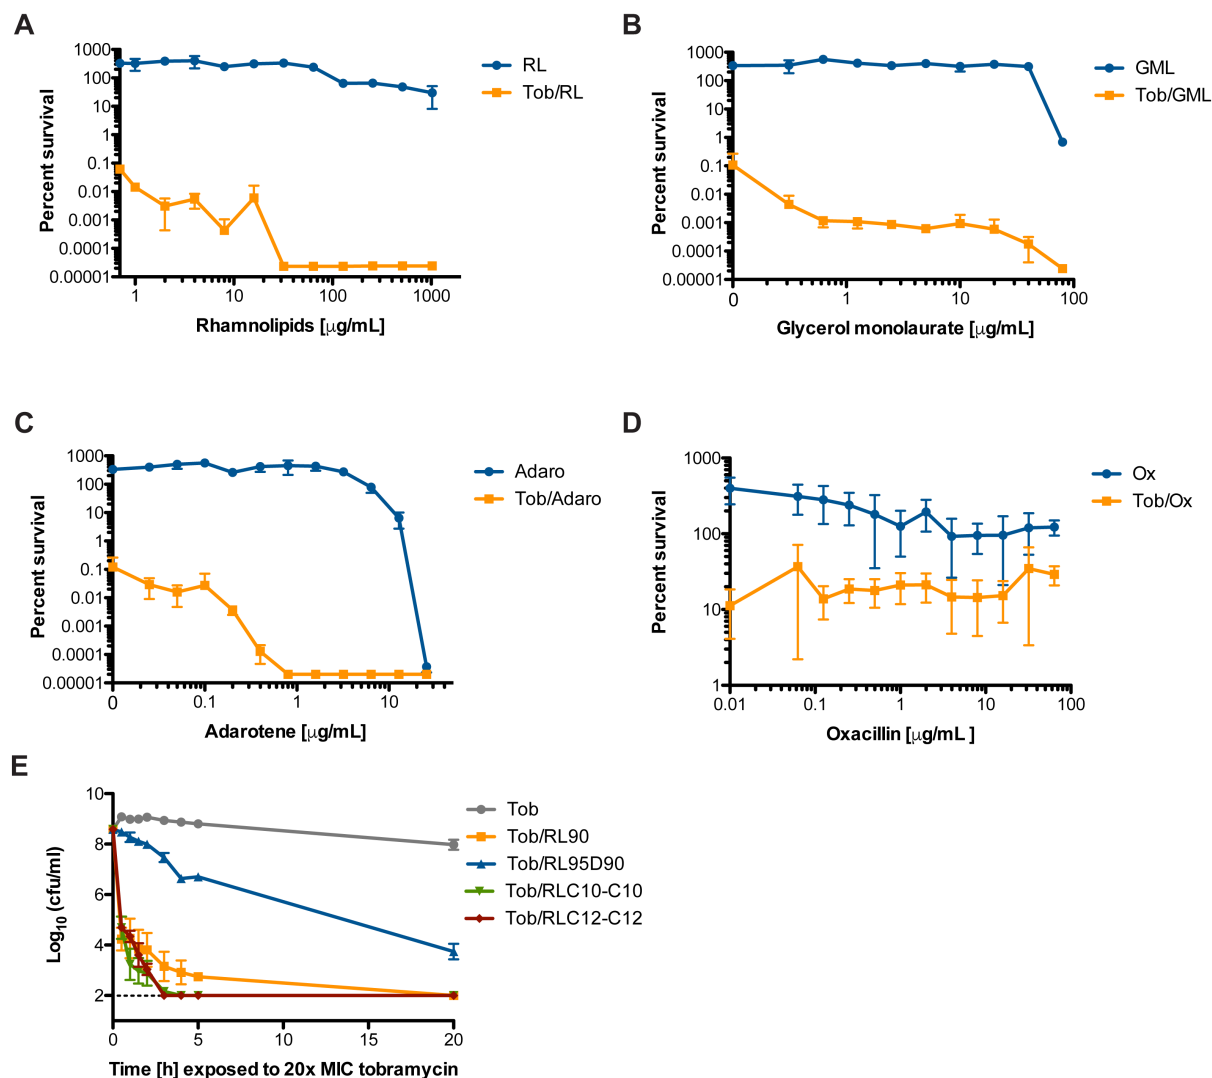 A
1000
100
10
1
0.1
0.01
0.001
0.0001
0.00001
Percent survival
1
10
100
1000
Rhamnolipids [µg/mL]
RL
Tob/RL
B
1000
100
10
1
0.1
0.01
0.001
0.0001
0.00001
Percent survival
0
1
10
100
Glycerol monolaurate [µg/mL]
GML
Tob/GML
C
1000
100
10
1
0.1
0.01
0.001
0.0001
0.00001
Percent survival
0
0.1
1
10
Adarotene [µg/mL]
Adaro
Tob/Adaro
D
1000
100
10
1
Percent survival
0.01
0.1
1
10
100
Oxacillin [µg/mL ]
Ox
Tob/Ox
E
10
8
6
4
2
Log10 (cfu/ml)
0
5
10
15
20
Time [h] exposed to 20x MIC tobramycin
Tob
Tob/RL90
Tob/RL95D90
Tob/RLC10-C10
Tob/RLC12-C12